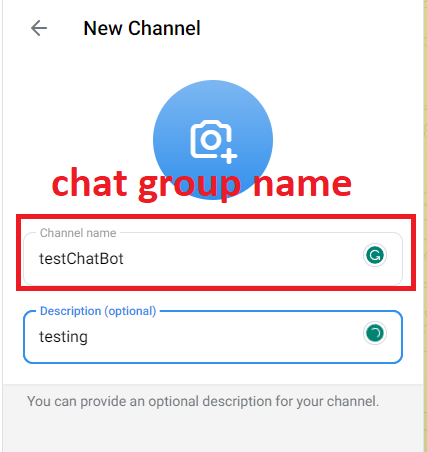 New Channel
chat group name
Channel name
testChatBot
Description (optional)
testing
You can provide an optional description for your channel.